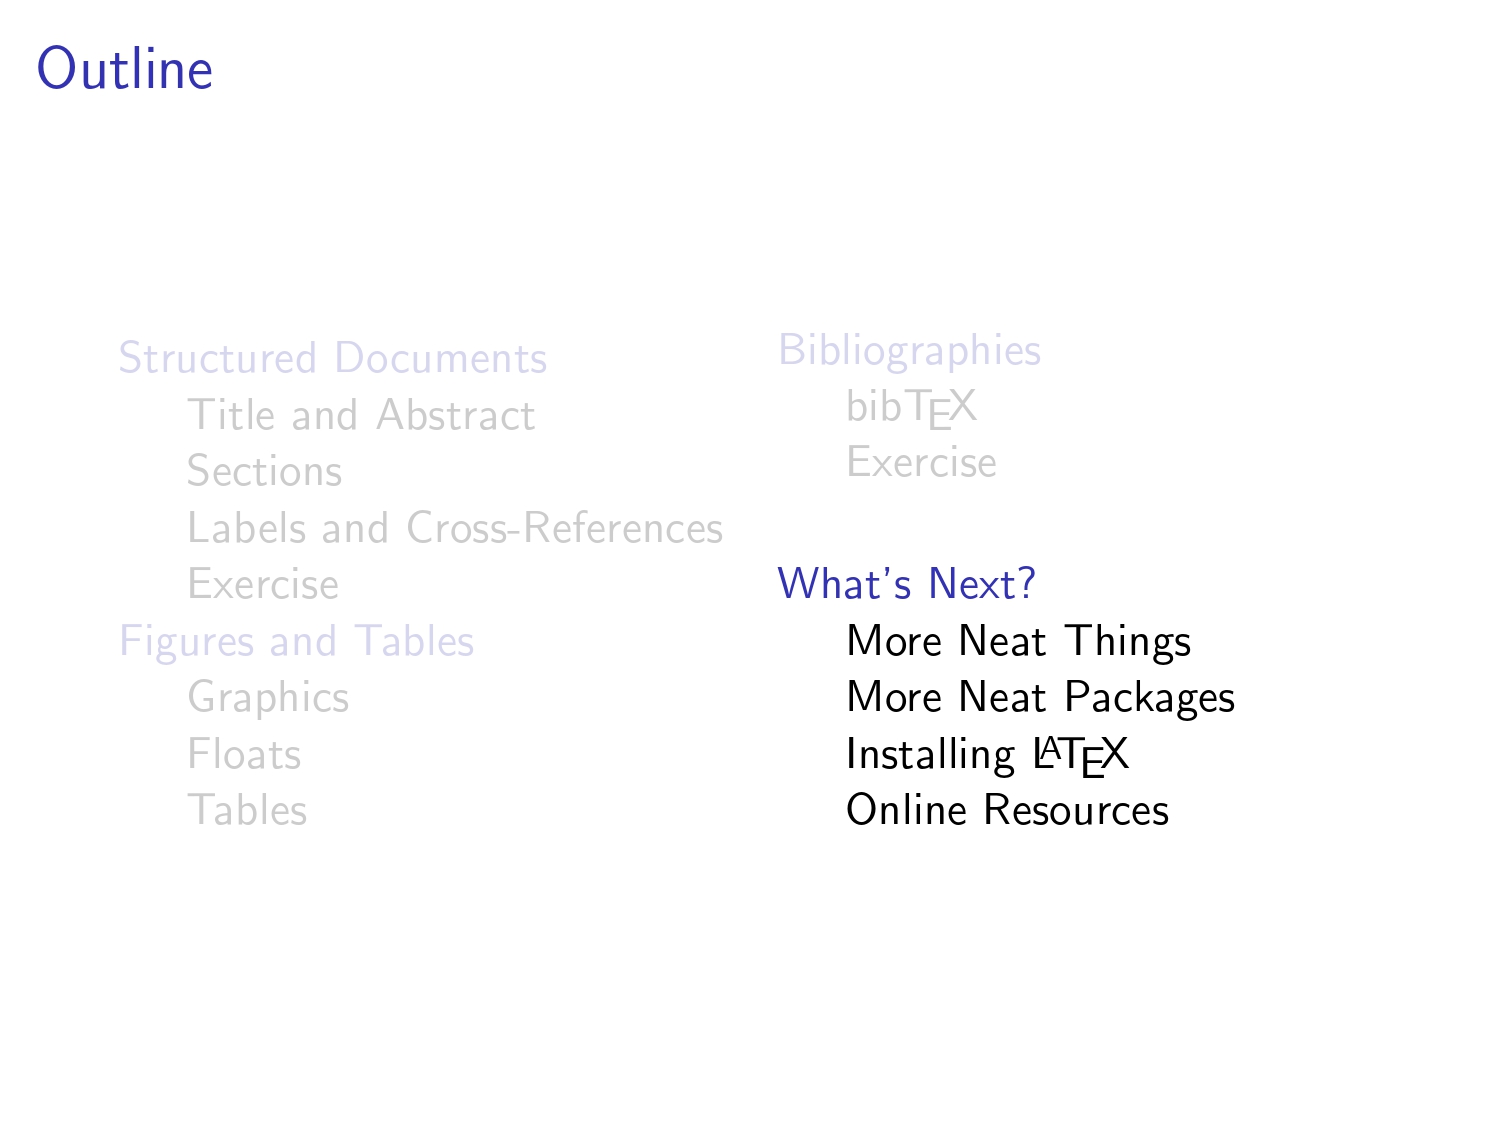 Outline
Structured Documents
Title and Abstract
Sections
Labels and Cross-References
Exercise
Figures and Tables
Graphics
Floats
Tables
Bibliographies
bibTEX
Exercise
What's Next?
More Neat Things
More Neat Packages
Installing LATEX
Online Resources